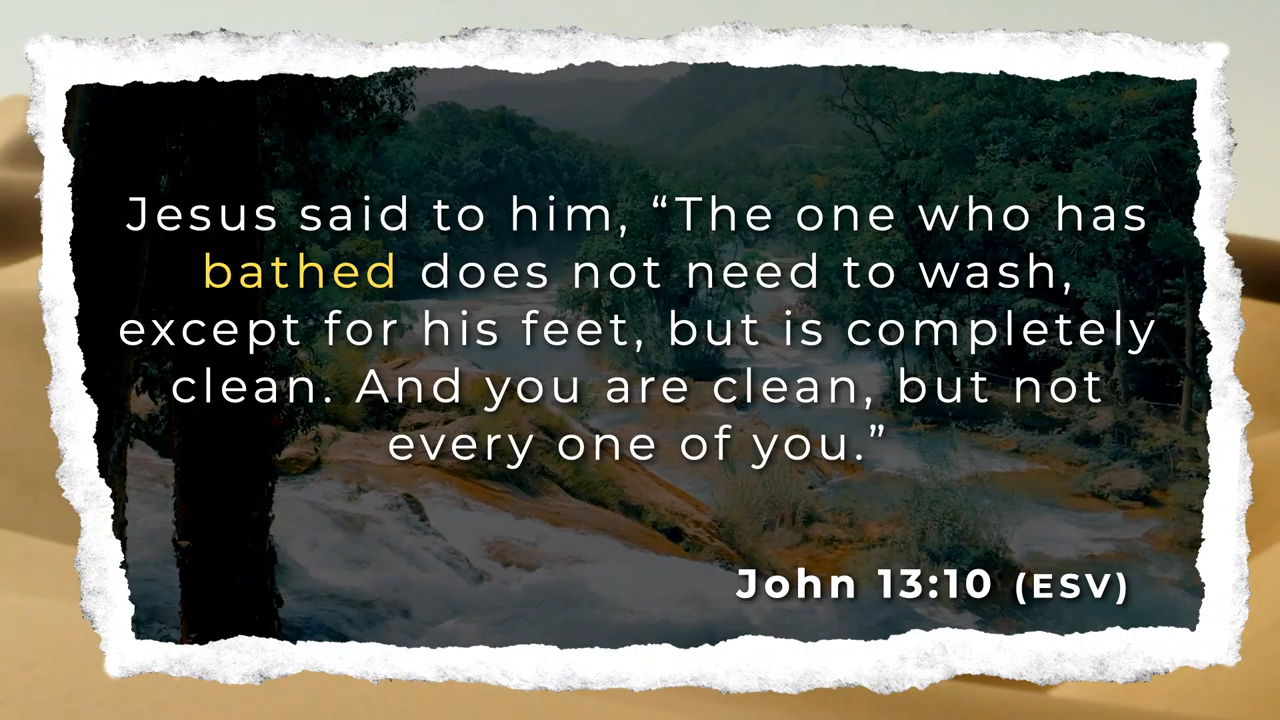 Jesus said to him, “The one who has
bathed does not need to wash,
except for his feet, but is completely
clean. And you are clean, but not
every one of you.”
John 13:10 (ESV)